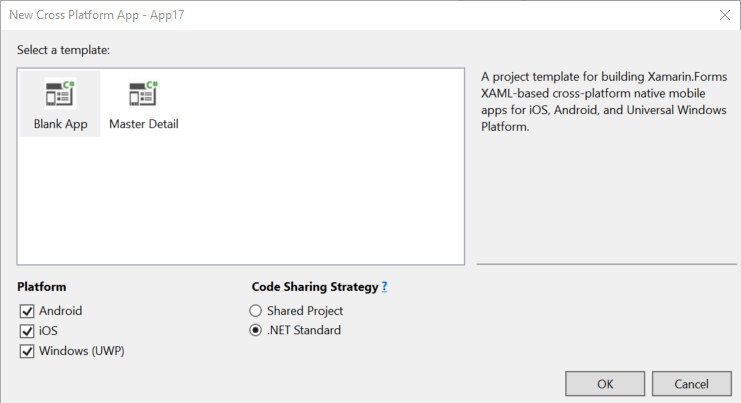 New Cross Platform App - App17
Select a template:
C#
C#
Blank App
Master Detail
A project template for building Xamarin.Forms
XAML-based cross-platform native mobile
apps for iOS, Android, and Universal Windows
Platform.
Platform
Android
iOS
Windows (UWP)
Code Sharing Strategy ?
Shared Project
.NET Standard
OK
Cancel